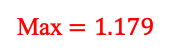 Max = 1.179